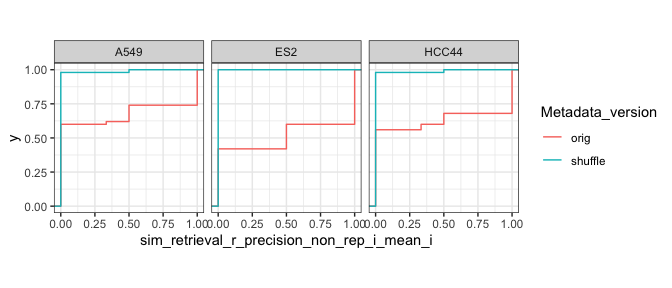 A549 ES2 HCC44
1.00
0.75
0.50
0.25
0.00
y
0.00 0.25 0.50 0.75 1.00 0.00 0.25 0.50 0.75 1.00 0.00 0.25 0.50 0.75 1.00
sim_retrieval_r_precision_non_rep_i_mean_i
Metadata_version
orig
shuffle